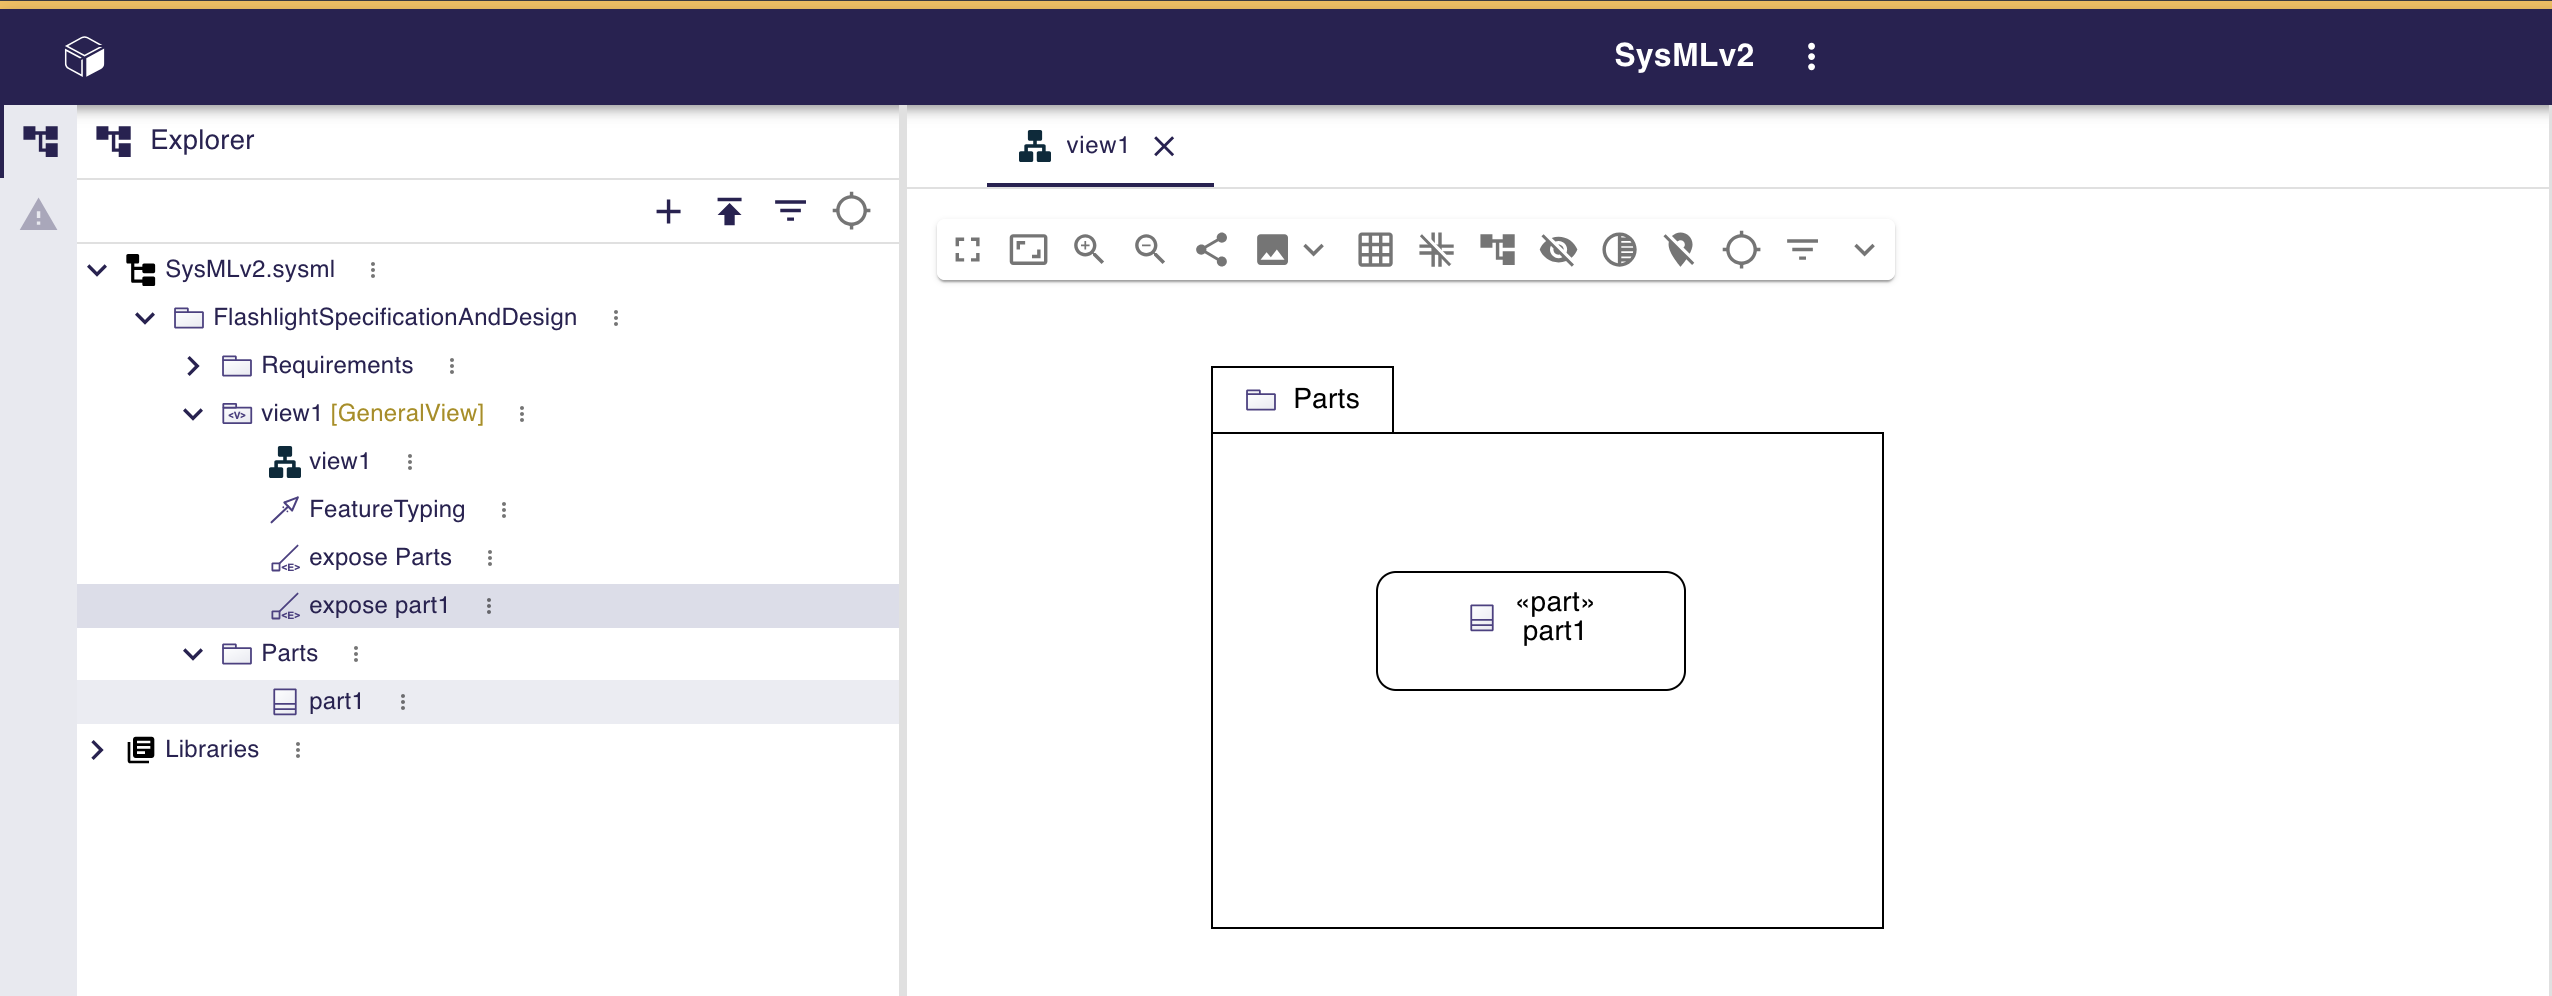 SysMLv2
Explorer
view1
SysMLv2.sysml
FlashlightSpecificationAndDesign
Requirements
view1 [GeneralView]
view1
FeatureTyping
<E> expose Parts
<E> expose part1
Parts
part1
Libraries
Parts
«part»
part1